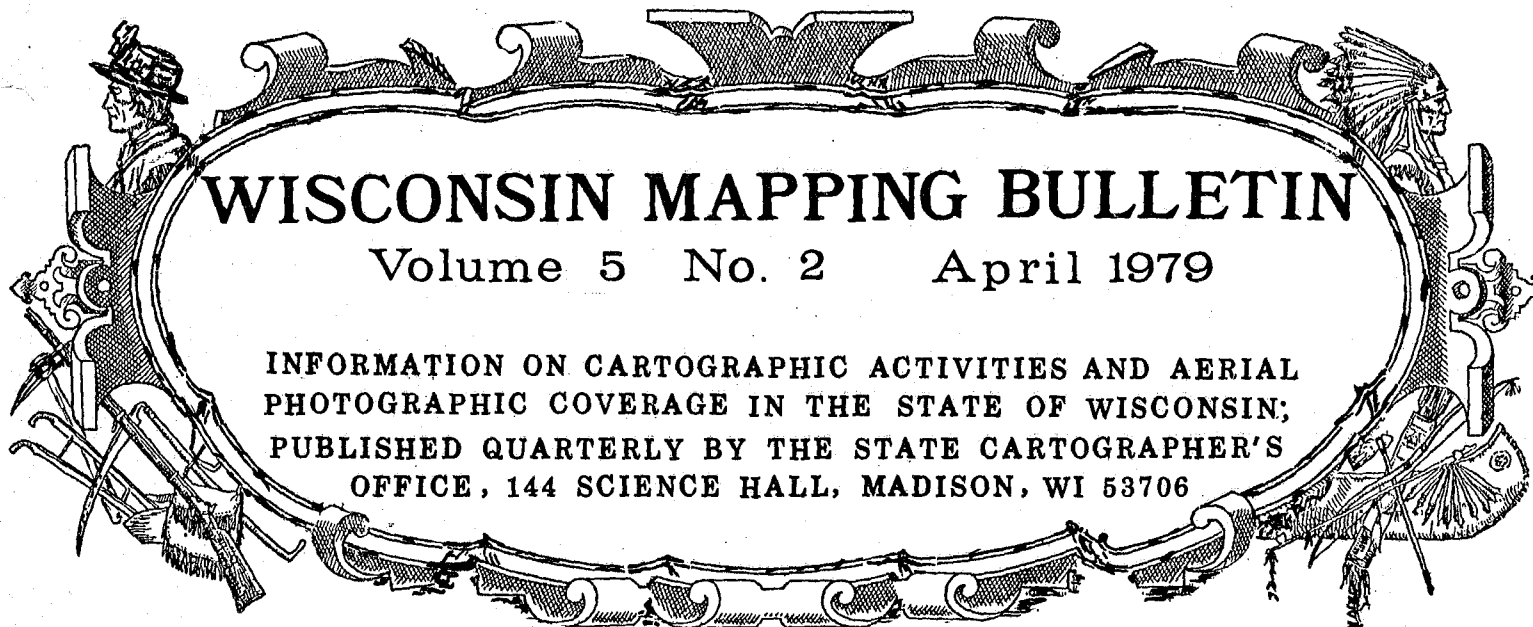 WISCONSIN MAPPING BULLETIN
Volume 5 No. 2 April 1979
INFORMATION ON CARTOGRAPHIC ACTIVITIES AND AERIAL
PHOTOGRAPHIC COVERAGE IN THE STATE OF WISCONSIN;
PUBLISHED QUARTERLY BY THE STATE CARTOGRAPHER'S
OFFICE, 144 SCIENCE HALL, MADISON, WI 53706